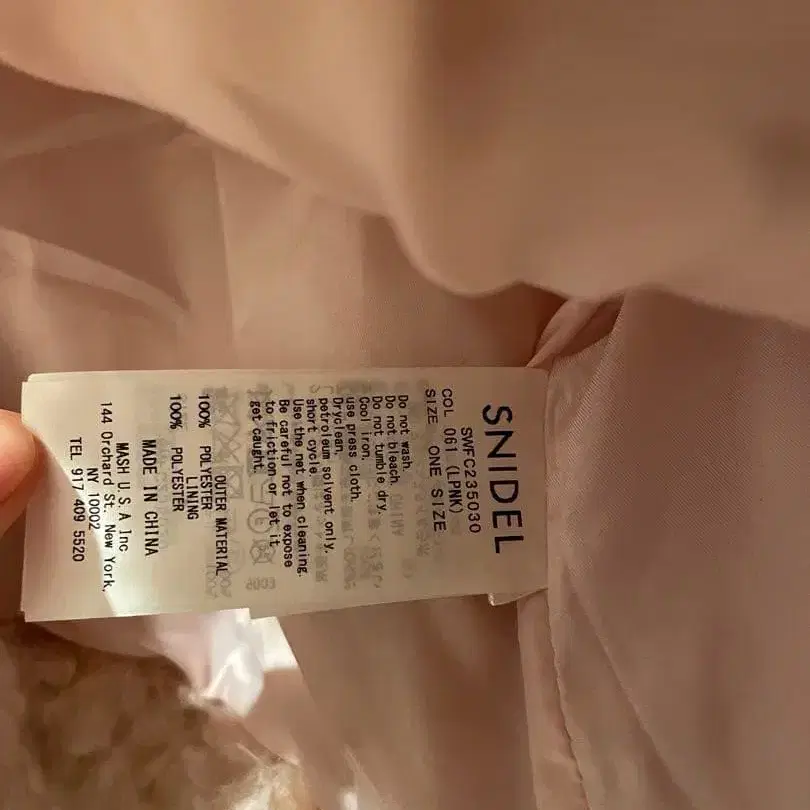 SNIDEL
SWFC235030
COL 061 (LPNK)
SIZE ONE SIZE
Do not wash.
Do not bleach.
Do not tumble dry.
Cool iron.
use press cloth.
Dryclean.
petroleum solvent only,
short cycle.
Use the net when cleaning.
Be careful not to expose
to friction or let it
get caught.
OUTER MATERIAL
100% POLYESTER
LINING
100% POLYESTER
MADE IN CHINA
MASH U.S.A Inc
144 Orchard St. New York,
NY 10002
TEL 917 409 5520